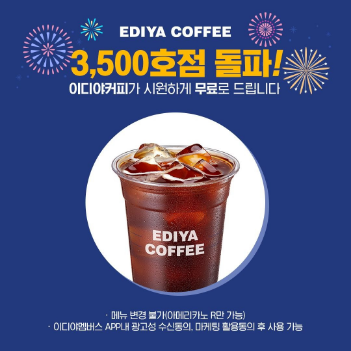 EDIYA COFFEE
3,500호점 돌파!
이디야커피가 시원하게 무료로 드립니다
EDIYA
COFFEE
· 메뉴 변경 불가(아메리카노 R만 가능)
· 이디야멤버스 APP내 광고성 수신동의, 마케팅 활용동의 후 사용 가능